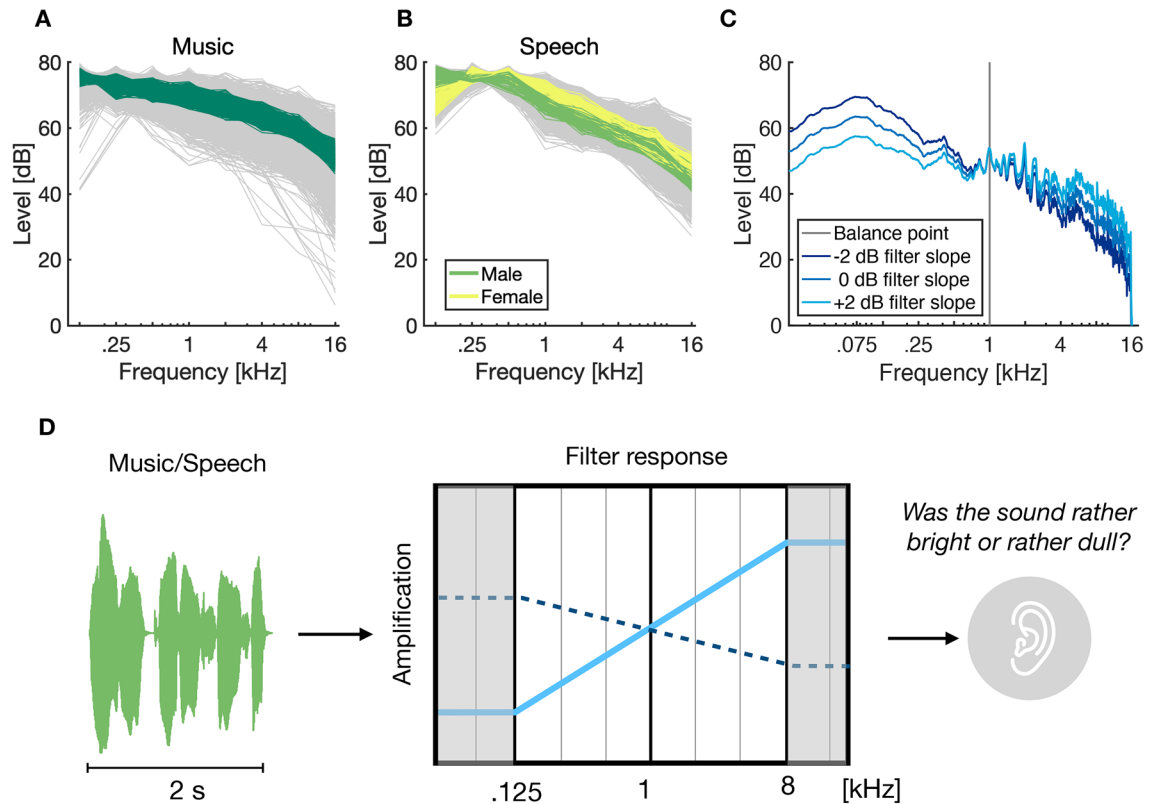 A
Music
Level [dB]
80
60
40
20
0
.25
1
4
16
Frequency [kHz]
B
Speech
Level [dB]
80
60
40
20
0
Male
Female
.25
1
4
16
Frequency [kHz]
C
Level [dB]
80
60
40
20
0
Balance point
-2 dB filter slope
0 dB filter slope
+2 dB filter slope
.075
.25
1
4
16
Frequency [kHz]
D
Music/Speech
2 s
Filter response
Amplification
.125
1
8
[kHz]
Was the sound rather
bright or rather dull?